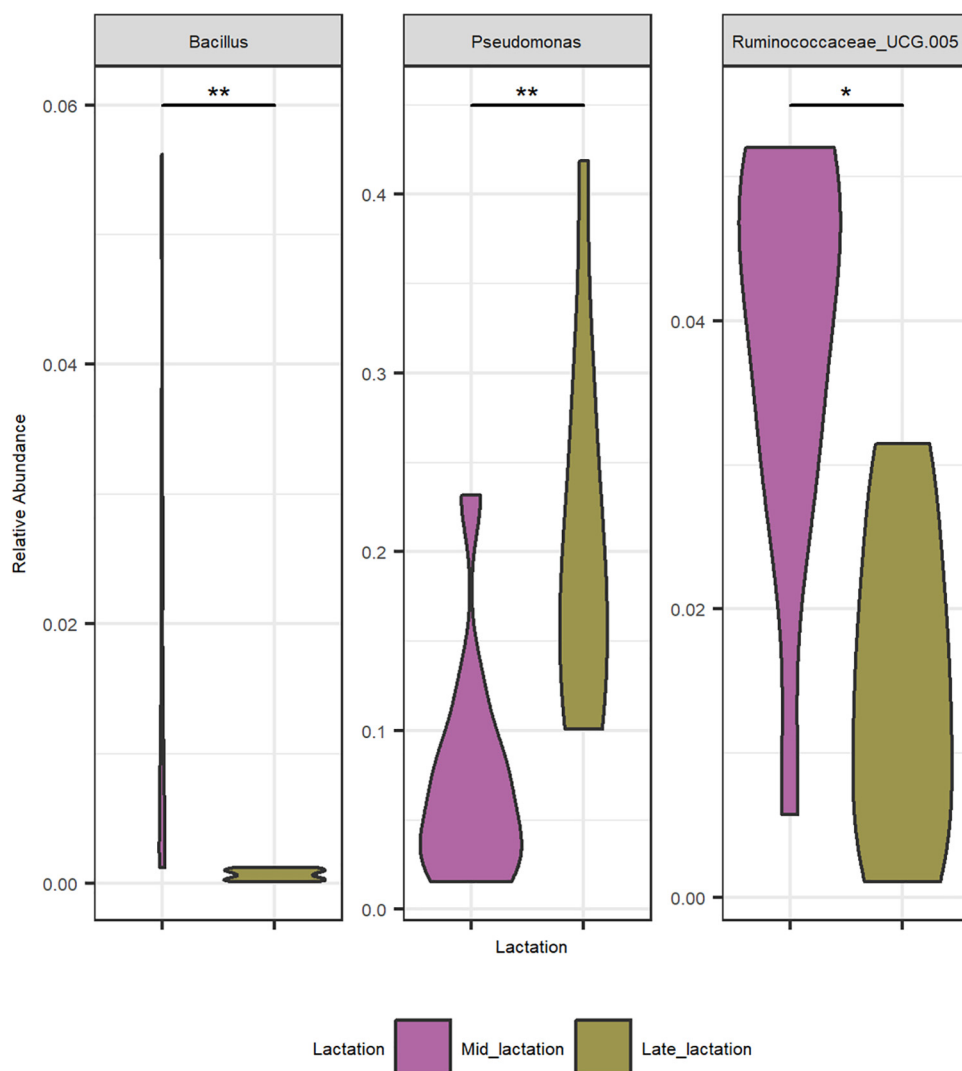 Bacillus
Pseudomonas
Ruminococcaceae_UCG.005
**
**
*
0.06
0.04
0.02
0.00
0.4
0.3
0.2
0.1
0.0
0.04
0.02
0.00
Relative Abundance
Lactation
Lactation Mid_lactation Late_lactation